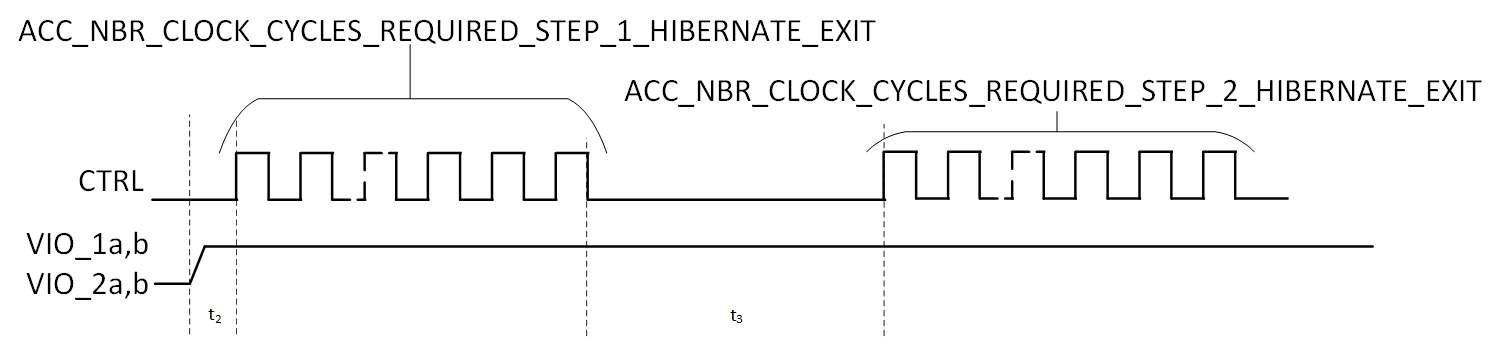 ACC_NBR_CLOCK_CYCLES_REQUIRED_STEP_1_HIBERNATE_EXIT
ACC_NBR_CLOCK_CYCLES_REQUIRED_STEP_2_HIBERNATE_EXIT
CTRL
VIO_1a,b
VIO_2a,b
t₂
t₃